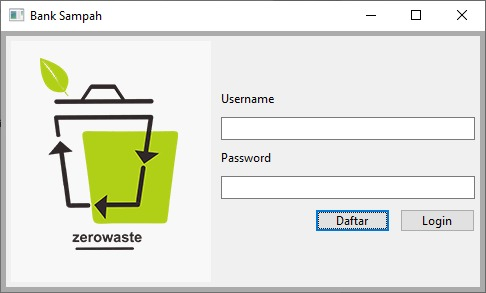 Bank Sampah
Username
Password
Daftar
Login
zerowaste